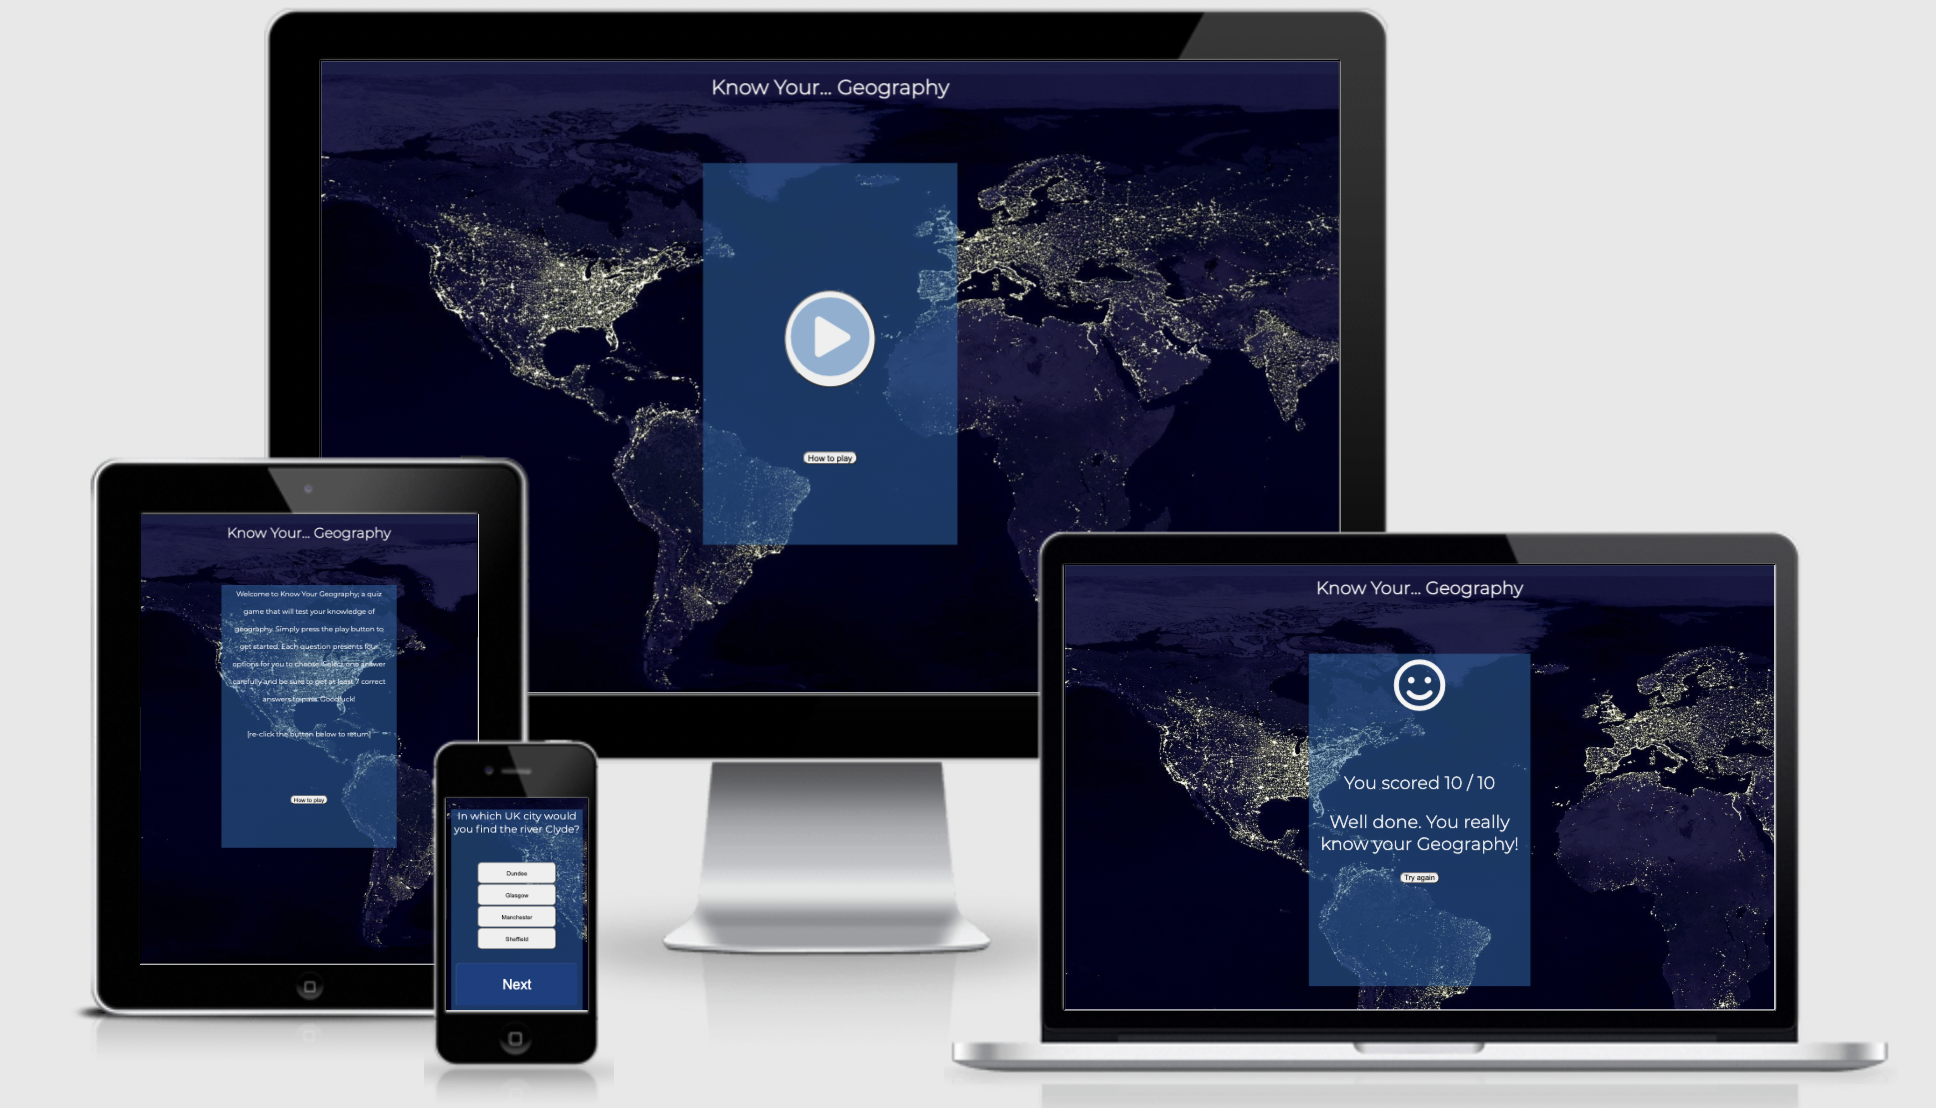 Know Your... Geography
How to play
Know Your... Geography
Welcome to Know Your Geography; a quiz
game that will test your knowledge of
geography. Simply press the play button to
get started. Each question presents four
options for you to choose. Select one answer
carefully and be sure to get at least 7 correct
answers to pass. Goodluck!
[re-click the button below to return]
How to play
In which UK city would
you find the river Clyde?
Dundee
Glasgow
Manchester
Sheffield
Next
Know Your... Geography
You scored 10 / 10
Well done. You really
know your Geography!
Try again